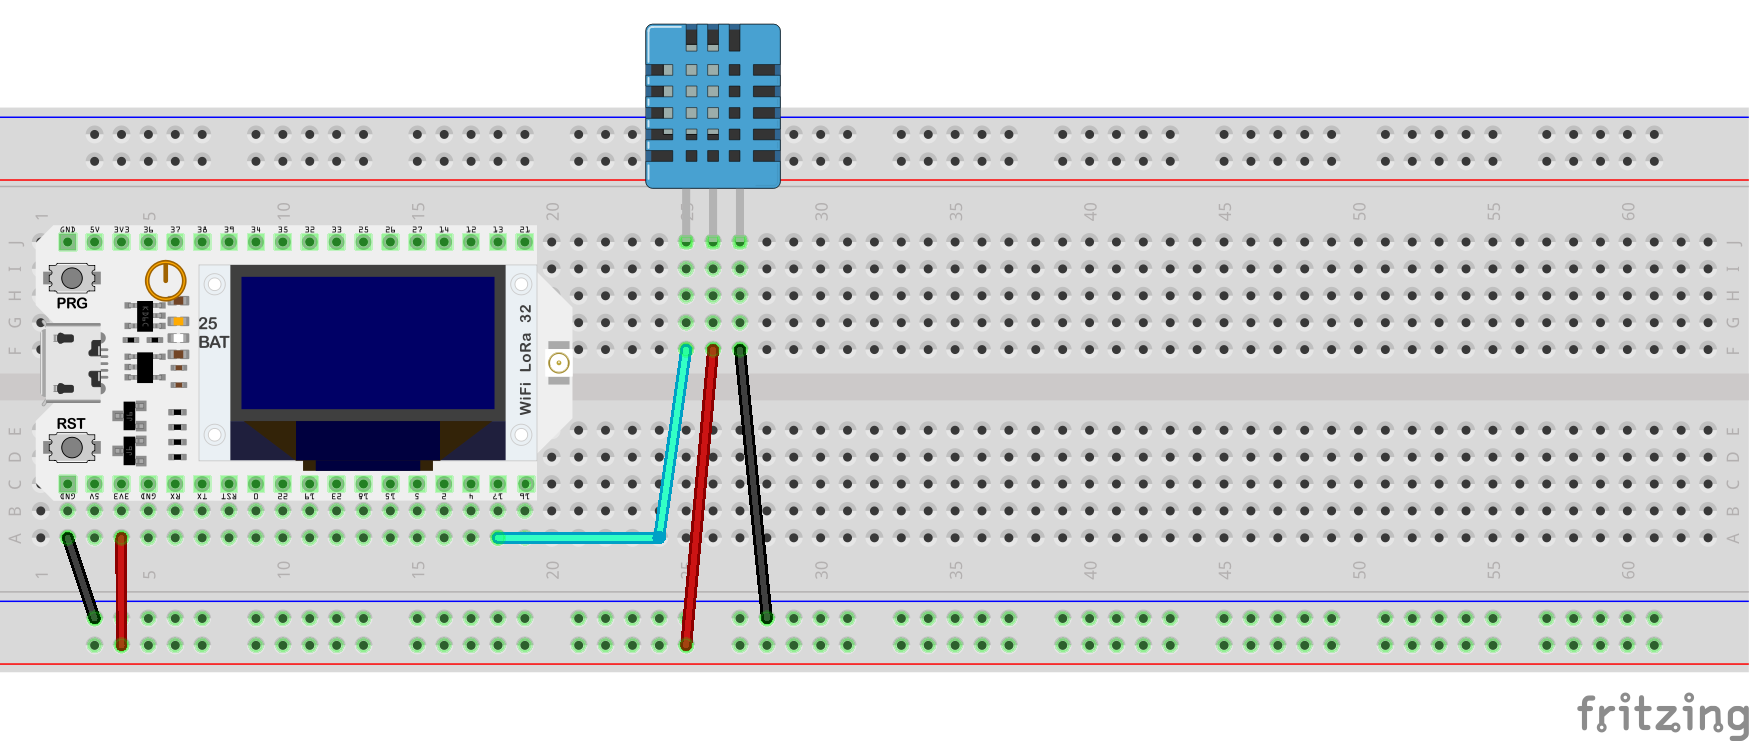 1 5 10 15 20 25 30 35 40 45 50 55 60
GND 5V 3V3 36 37 38 39 34 35 32 33 25 26 27 14 12 13 21
J J
I I
H H
G G
F F
PRG
25
BAT
WiFi LoRa 32
RST
E E
D D
C C
GND 5V 3V3 GND RX TX RST 0 22 19 23 18 15 5 2 4 17 16
B B
A A
1 5 10 15 20 25 30 35 40 45 50 55 60
fritzing